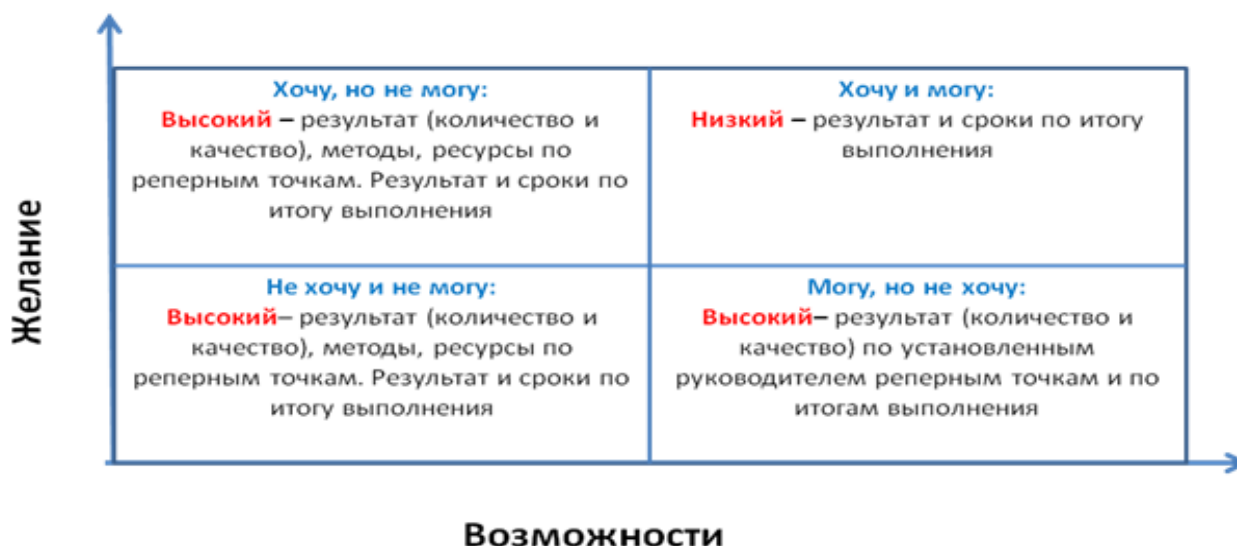 Желание
Хочу, но не могу:
Высокий – результат (количество и
качество), методы, ресурсы по
реперным точкам. Результат и сроки по
итогу выполнения
Хочу и могу:
Низкий – результат и сроки по итогу
выполнения
Не хочу и не могу:
Высокий– результат (количество и
качество), методы, ресурсы по
реперным точкам. Результат и сроки по
итогу выполнения
Могу, но не хочу:
Высокий– результат (количество и
качество) по установленным
руководителем реперным точкам и по
итогам выполнения
Возможности